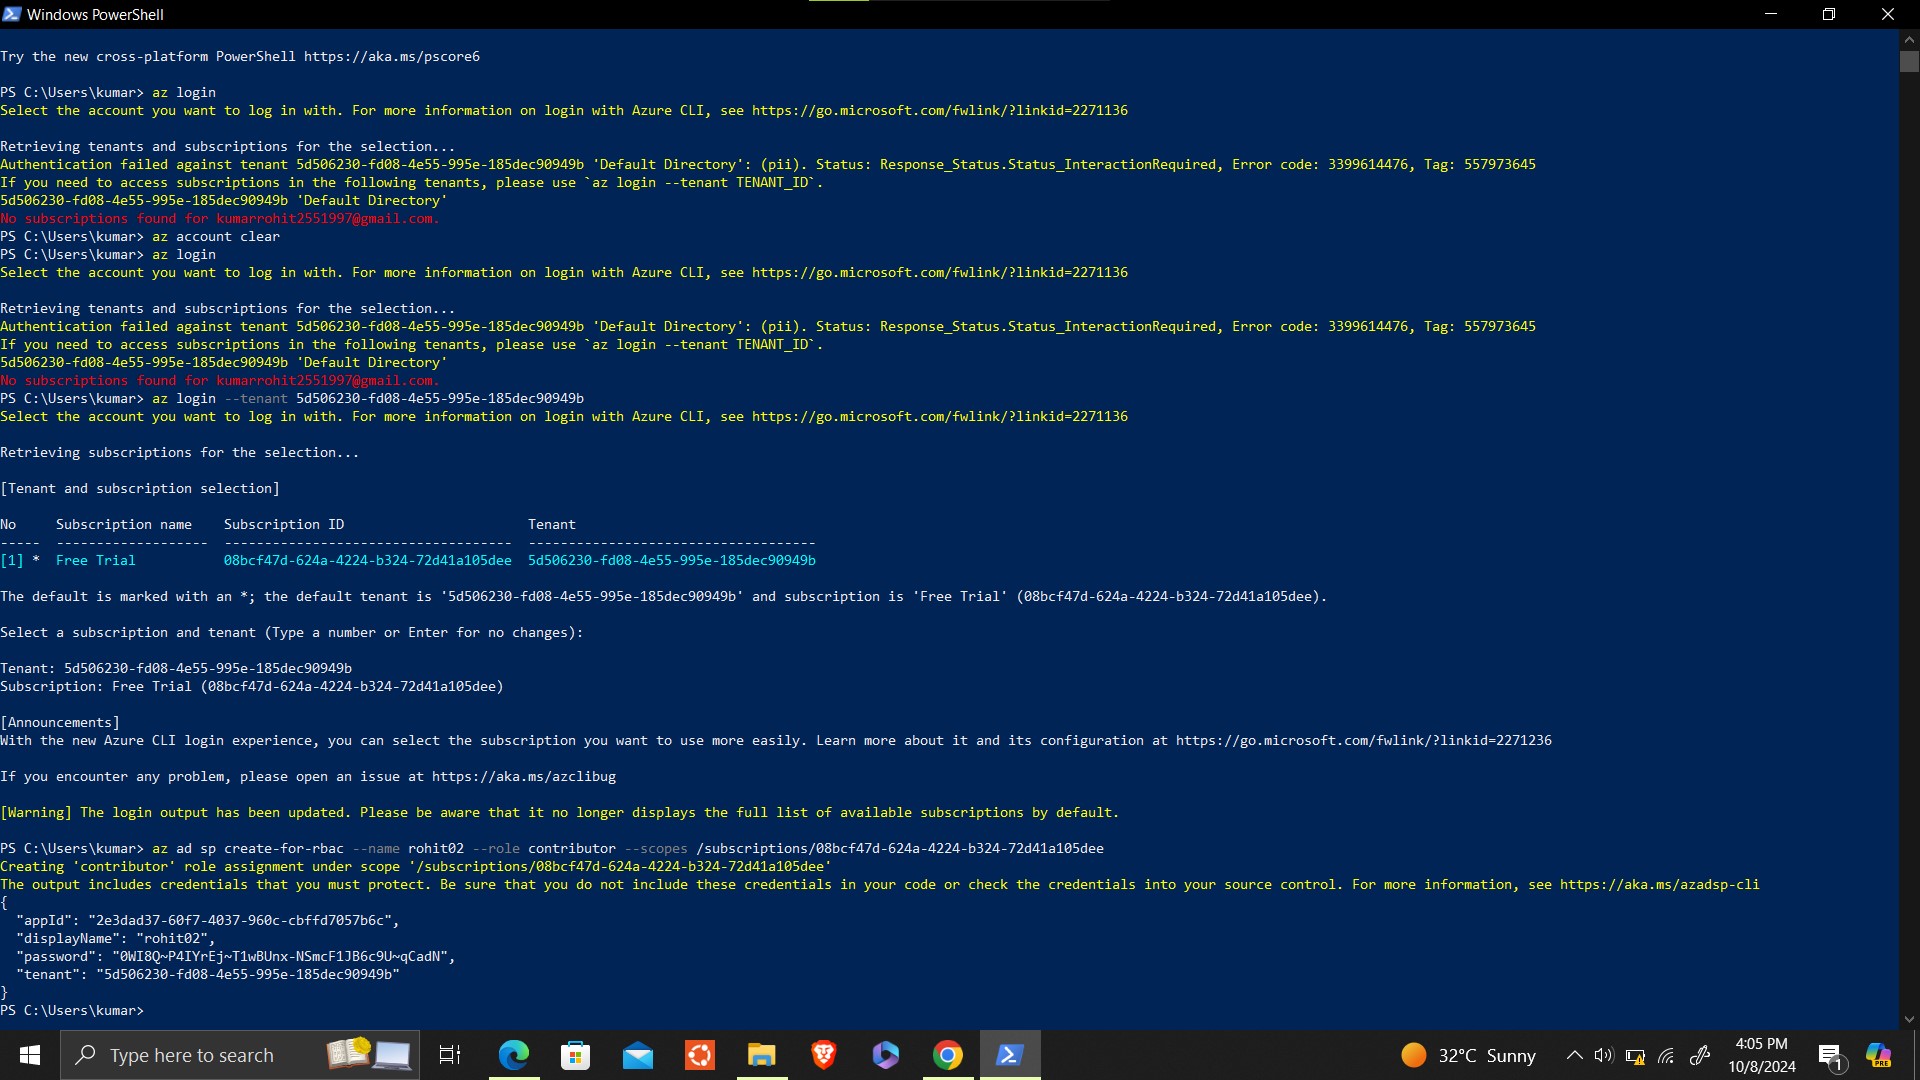 Windows PowerShell
Try the new cross-platform PowerShell https://aka.ms/pscore6
PS C:\Users\kumar> az login
Select the account you want to log in with. For more information on login with Azure CLI, see https://go.microsoft.com/fwlink/?linkid=2271136
Retrieving tenants and subscriptions for the selection...
Authentication failed against tenant 5d506230-fd08-4e55-995e-185dec90949b 'Default Directory': (pii). Status: Response_Status.Status_InteractionRequired, Error code: 3399614476, Tag: 557973645
If you need to access subscriptions in the following tenants, please use `az login --tenant TENANT_ID`.
5d506230-fd08-4e55-995e-185dec90949b 'Default Directory'
No subscriptions found for kumarrohit2551997@gmail.com.
PS C:\Users\kumar> az account clear
PS C:\Users\kumar> az login
Select the account you want to log in with. For more information on login with Azure CLI, see https://go.microsoft.com/fwlink/?linkid=2271136
Retrieving tenants and subscriptions for the selection...
Authentication failed against tenant 5d506230-fd08-4e55-995e-185dec90949b 'Default Directory': (pii). Status: Response_Status.Status_InteractionRequired, Error code: 3399614476, Tag: 557973645
If you need to access subscriptions in the following tenants, please use `az login --tenant TENANT_ID`.
5d506230-fd08-4e55-995e-185dec90949b 'Default Directory'
No subscriptions found for kumarrohit2551997@gmail.com.
PS C:\Users\kumar> az login --tenant 5d506230-fd08-4e55-995e-185dec90949b
Select the account you want to log in with. For more information on login with Azure CLI, see https://go.microsoft.com/fwlink/?linkid=2271136
Retrieving subscriptions for the selection...
[Tenant and subscription selection]
No     Subscription name    Subscription ID                       Tenant
-----  -------------------  ------------------------------------  ------------------------------------
[1] *  Free Trial           08bcf47d-624a-4224-b324-72d41a105dee  5d506230-fd08-4e55-995e-185dec90949b
The default is marked with an *; the default tenant is '5d506230-fd08-4e55-995e-185dec90949b' and subscription is 'Free Trial' (08bcf47d-624a-4224-b324-72d41a105dee).
Select a subscription and tenant (Type a number or Enter for no changes):
Tenant: 5d506230-fd08-4e55-995e-185dec90949b
Subscription: Free Trial (08bcf47d-624a-4224-b324-72d41a105dee)
[Announcements]
With the new Azure CLI login experience, you can select the subscription you want to use more easily. Learn more about it and its configuration at https://go.microsoft.com/fwlink/?linkid=2271236
If you encounter any problem, please open an issue at https://aka.ms/azclibug
[Warning] The login output has been updated. Please be aware that it no longer displays the full list of available subscriptions by default.
PS C:\Users\kumar> az ad sp create-for-rbac --name rohit02 --role contributor --scopes /subscriptions/08bcf47d-624a-4224-b324-72d41a105dee
Creating 'contributor' role assignment under scope '/subscriptions/08bcf47d-624a-4224-b324-72d41a105dee'
The output includes credentials that you must protect. Be sure that you do not include these credentials in your code or check the credentials into your source control. For more information, see https://aka.ms/azadsp-cli
{
  "appId": "2e3dad37-60f7-4037-960c-cbffd7057b6c",
  "displayName": "rohit02",
  "password": "0WI8Q~P4IYrEj~T1wBUnx-NSmcF1JB6c9U~qCadN",
  "tenant": "5d506230-fd08-4e55-995e-185dec90949b"
}
PS C:\Users\kumar>
Type here to search
32°C Sunny
4:05 PM
10/8/2024
1
PRE